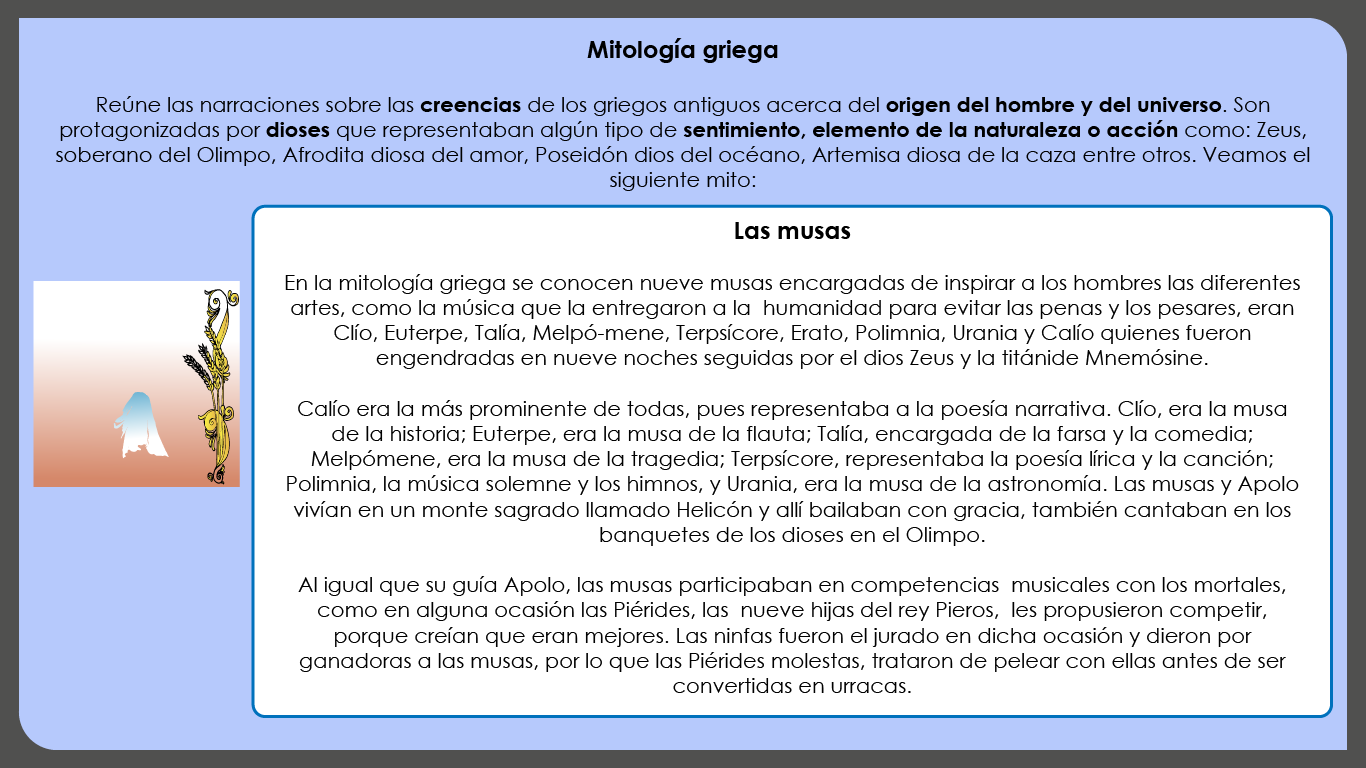 Mitología griega
Reúne las narraciones sobre las creencias de los griegos antiguos acerca del origen del hombre y del universo. Son
protagonizadas por dioses que representaban algún tipo de sentimiento, elemento de la naturaleza o acción como: Zeus,
soberano del Olimpo, Afrodita diosa del amor, Poseidón dios del océano, Artemisa diosa de la caza entre otros. Veamos el
siguiente mito:
Las musas
En la mitología griega se conocen nueve musas encargadas de inspirar a los hombres las diferentes
artes, como la música que la entregaron a la  humanidad para evitar las penas y los pesares, eran
Clío, Euterpe, Talía, Melpó-mene, Terpsícore, Erato, Polimnia, Urania y Calío quienes fueron
engendradas en nueve noches seguidas por el dios Zeus y la titánide Mnemósine.
Calío era la más prominente de todas, pues representaba a la poesía narrativa. Clío, era la musa
de la historia; Euterpe, era la musa de la flauta; Talía, encargada de la farsa y la comedia;
Melpómene, era la musa de la tragedia; Terpsícore, representaba la poesía lírica y la canción;
Polimnia, la música solemne y los himnos, y Urania, era la musa de la astronomía. Las musas y Apolo
vivían en un monte sagrado llamado Helicón y allí bailaban con gracia, también cantaban en los
banquetes de los dioses en el Olimpo.
Al igual que su guía Apolo, las musas participaban en competencias  musicales con los mortales,
como en alguna ocasión las Piérides, las  nueve hijas del rey Pieros,  les propusieron competir,
porque creían que eran mejores. Las ninfas fueron el jurado en dicha ocasión y dieron por
ganadoras a las musas, por lo que las Piérides molestas, trataron de pelear con ellas antes de ser
convertidas en urracas.